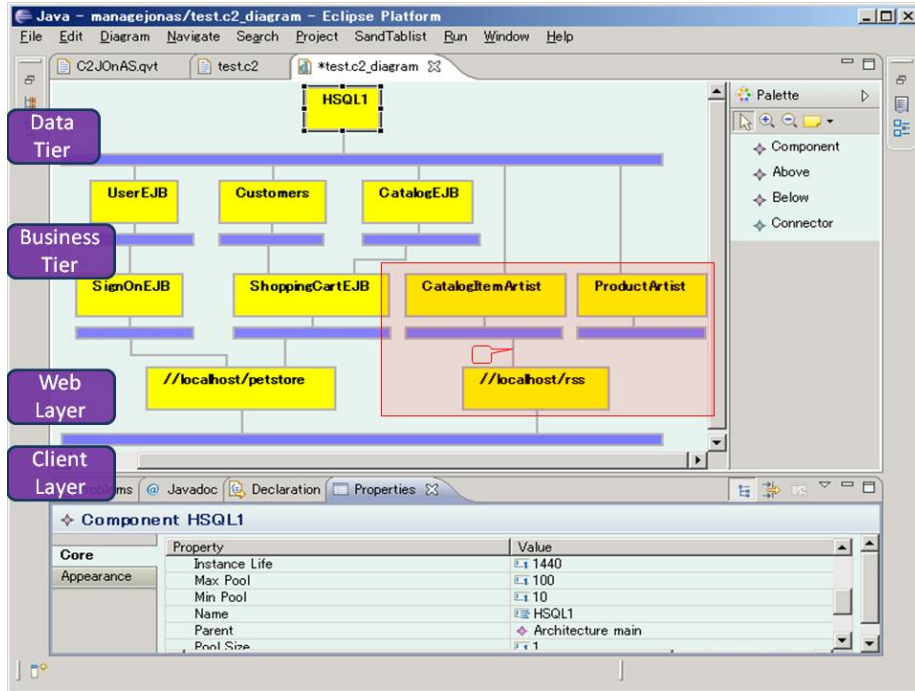 Java - managejonas/test.c2_diagram - Eclipse Platform
File Edit Diagram Navigate Search Project SandTablist Run Window Help
C2JOnAS.qvt test.c2 *test.c2_diagram
HSQL1
Palette
Data
Tier
Component
Above
Below
Connector
UserEJB Customers CatalogEJB
Business
Tier
SignOnEJB ShoppingCartEJB CatalogItemArtist ProductArtist
Web
Layer
//localhost/petstore //localhost/rss
Client
Layer
Javadoc Declaration Properties
Component HSQL1
Core
Appearance
Property Value
Instance Life 1440
Max Pool 100
Min Pool 10
Name HSQL1
Parent Architecture main
Pool Size 1